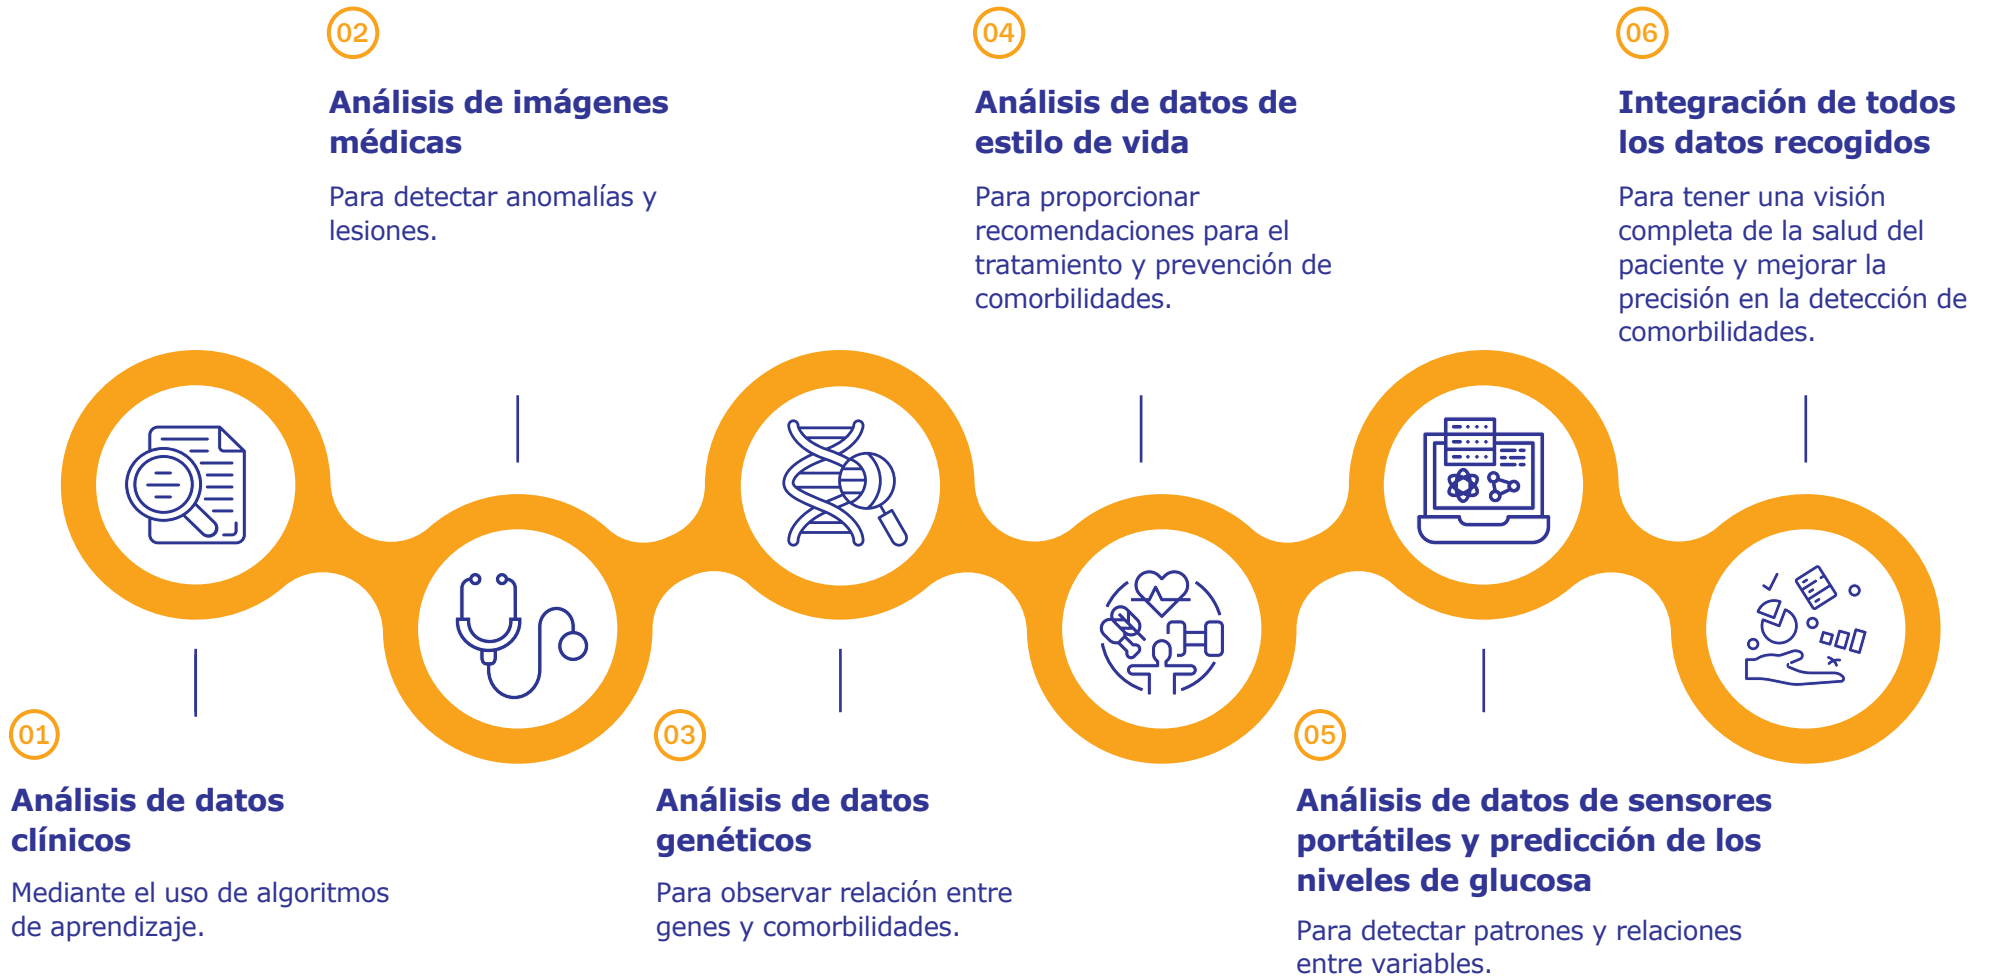 01
Análisis de datos
clínicos
Mediante el uso de algoritmos
de aprendizaje.
02
Análisis de imágenes
médicas
Para detectar anomalías y
lesiones.
03
Análisis de datos
genéticos
Para observar relación entre
genes y comorbilidades.
04
Análisis de datos de
estilo de vida
Para proporcionar
recomendaciones para el
tratamiento y prevención de
comorbilidades.
05
Análisis de datos de sensores
portátiles y predicción de los
niveles de glucosa
Para detectar patrones y relaciones
entre variables.
06
Integración de todos
los datos recogidos
Para tener una visión
completa de la salud del
paciente y mejorar la
precisión en la detección de
comorbilidades.